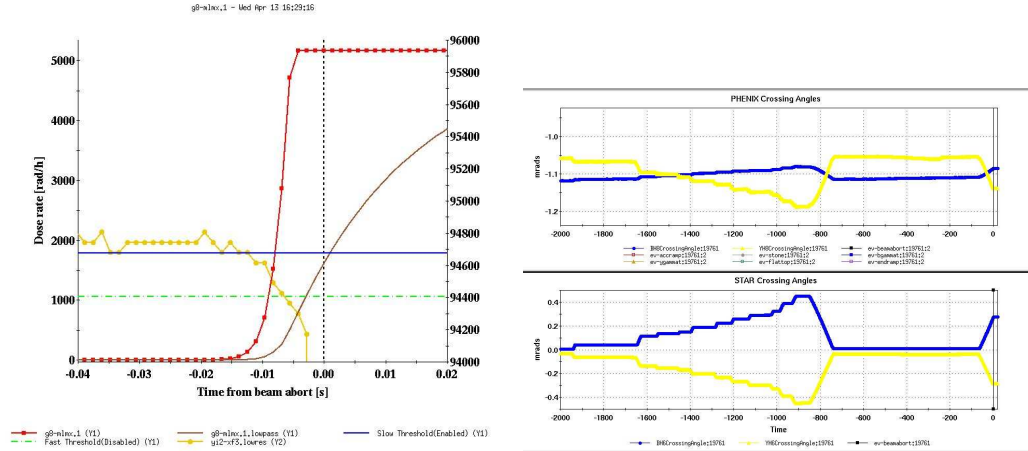 g8-mlmx.1 - Wed Apr 13 16:29:16
5000
4000
3000
2000
1000
0
Dose rate [rad/h]
96000
95800
95600
95400
95200
95000
94800
94600
94400
94200
94000
-0.04
-0.03
-0.02
-0.01
0.00
0.01
0.02
Time from beam abort [s]
g8-mlmx.1 (Y1)
g8-mlmx.1.lowpass (Y1)
Slow Threshold(Enabled) (Y1)
Fast Threshold(Disabled) (Y1)
yi2-xf3.lowres (Y2)
PHENIX Crossing Angles
-1.0
-1.1
-1.2
mrads
-2000
-1800
-1600
-1400
-1200
-1000
-800
-600
-400
-200
0
BH8CrossingAngle:19761
YH8CrossingAngle:19761
ev-beamabort:19761:2
ev-accramp:19761:2
ev-stone:19761:2
ev-bgammat:19761:2
ev-ygammat:19761:2
ev-flattop:19761:2
ev-endramp:19761:2
STAR Crossing Angles
0.4
0.2
0.0
-0.2
-0.4
mrads
-2000
-1800
-1600
-1400
-1200
-1000
-800
-600
-400
-200
0
Time
BH6CrossingAngle:19761
YH6CrossingAngle:19761
ev-beamabort:19761